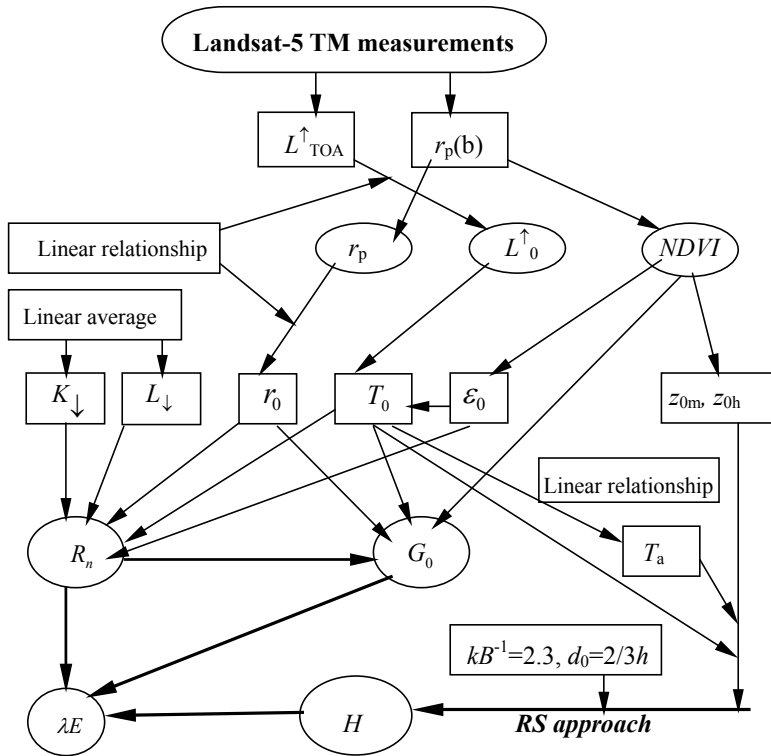 Landsat-5 TM measurements
L↑TOA
rp(b)
Linear relationship
rp
L↑0
NDVI
Linear average
K↓
L↓
r0
T0
ε0
z0m, z0h
Linear relationship
Rn
G0
Ta
kB-1=2.3, d0=2/3h
λE
H
RS approach